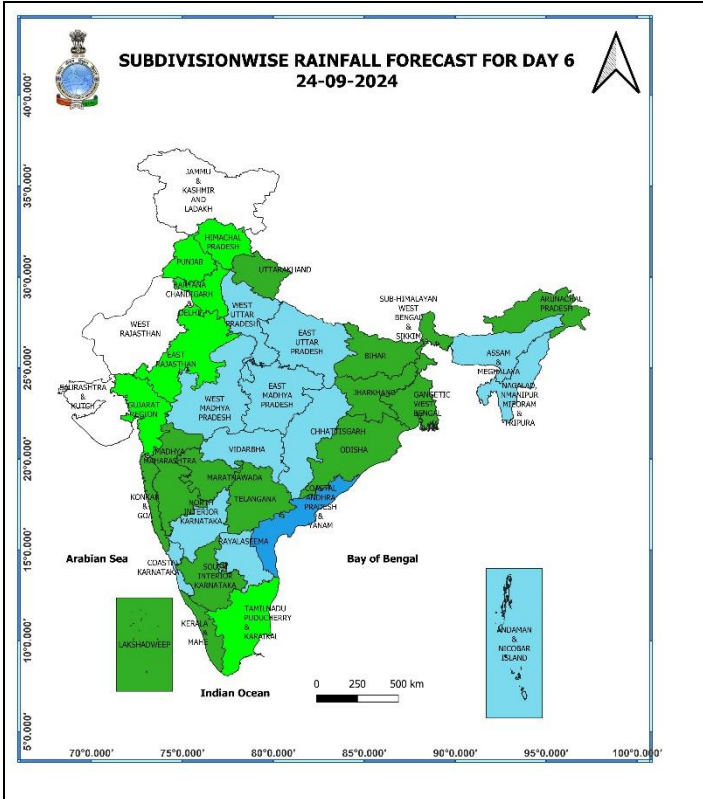 SUBDIVISIONWISE RAINFALL FORECAST FOR DAY 6
24-09-2024
JAMMU
&
KASHMIR
AND
LADAKH
HIMACHAL
PRADESH
PUNJAB
UTTARAKHAND
HARYANA
CHANDIGARH
&
DELHI
WEST
UTTAR
PRADESH
WEST
RAJASTHAN
EAST
RAJASTHAN
EAST
UTTAR
PRADESH
SUB-HIMALAYAN
WEST
BENGAL
&
SIKKIM
ARUNACHAL
PRADESH
ASSAM
&
MEGHALAYA
NAGALAD,
NMANIPUR
MIZORAM
&
TRIPURA
BIHAR
JHARKHAND
GANGETIC
WEST
BENGAL
SAURASHTRA
&
KUTCH
GUJARAT
REGION
WEST
MADHYA
PRADESH
EAST
MADHYA
PRADESH
CHHATTISGARH
ODISHA
VIDARBHA
MADHYA
MAHARASHTRA
MARATHAWADA
KONKAN
&
GOA
TELANGANA
COASTAL
ANDHRA
PRADESH
&
YANAM
NORTH
INTERIOR
KARNATAKA
RAYALASEEMA
COASTAL
KARNATAKA
SOUTH
INTERIOR
KARNATAKA
TAMILNADU
PUDUCHERRY
&
KARAIKAL
KERALA
&
MAHE
LAKSHADWEEP
ANDAMAN
&
NICOBAR
ISLAND
Arabian Sea
Bay of Bengal
Indian Ocean
0 250 500 km
40°0.000'
35°0.000'
30°0.000'
25°0.000'
20°0.000'
15°0.000'
10°0.000'
5°0.000'
70°0.000' 75°0.000' 80°0.000' 85°0.000' 90°0.000' 95°0.000' 100°0.000'